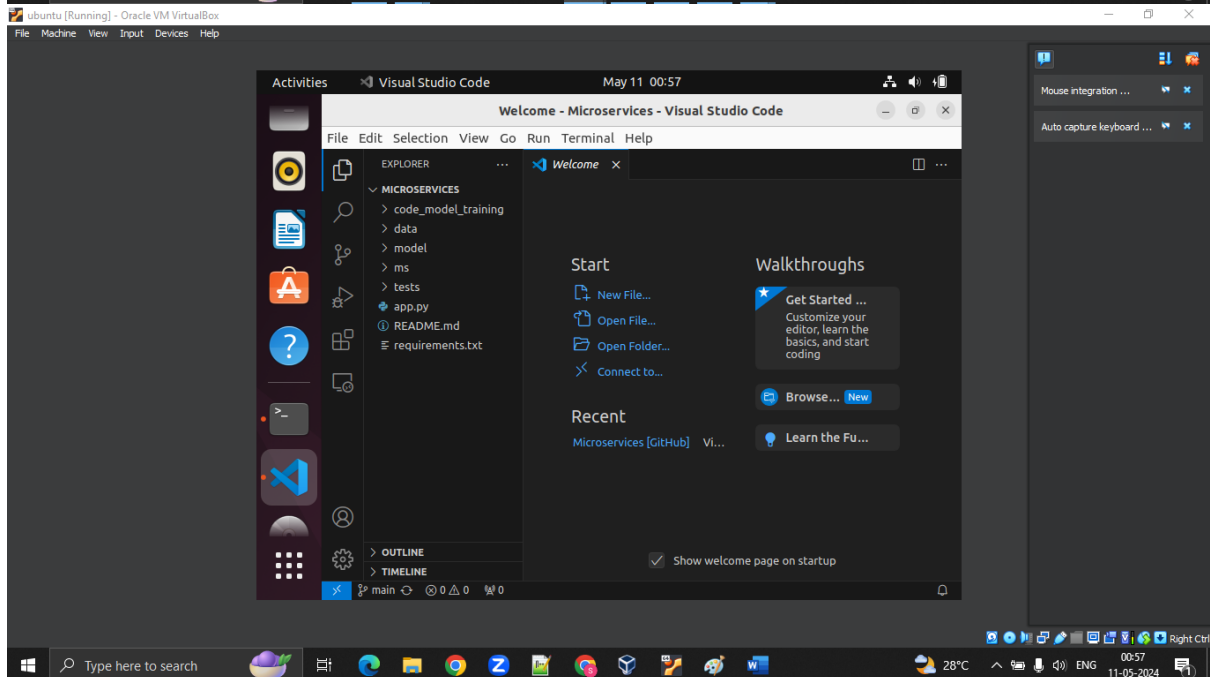 ubuntu [Running] - Oracle VM VirtualBox
File Machine View Input Devices Help
Mouse integration ...
Auto capture keyboard ...
Activities Visual Studio Code May 11 00:57
Welcome - Microservices - Visual Studio Code
File Edit Selection View Go Run Terminal Help
EXPLORER ... Welcome
MICROSERVICES
> code_model_training
> data
> model
> ms
> tests
app.py
README.md
requirements.txt
OUTLINE
TIMELINE
Start
New File...
Open File...
Open Folder...
Connect to...
Recent
Microservices [GitHub] Vi...
Walkthroughs
Get Started ...
Customize your
editor, learn the
basics, and start
coding
Browse... New
Learn the Fu...
Show welcome page on startup
main 0 0 0
Right Ctrl
Type here to search
28°C ENG 00:57
11-05-2024